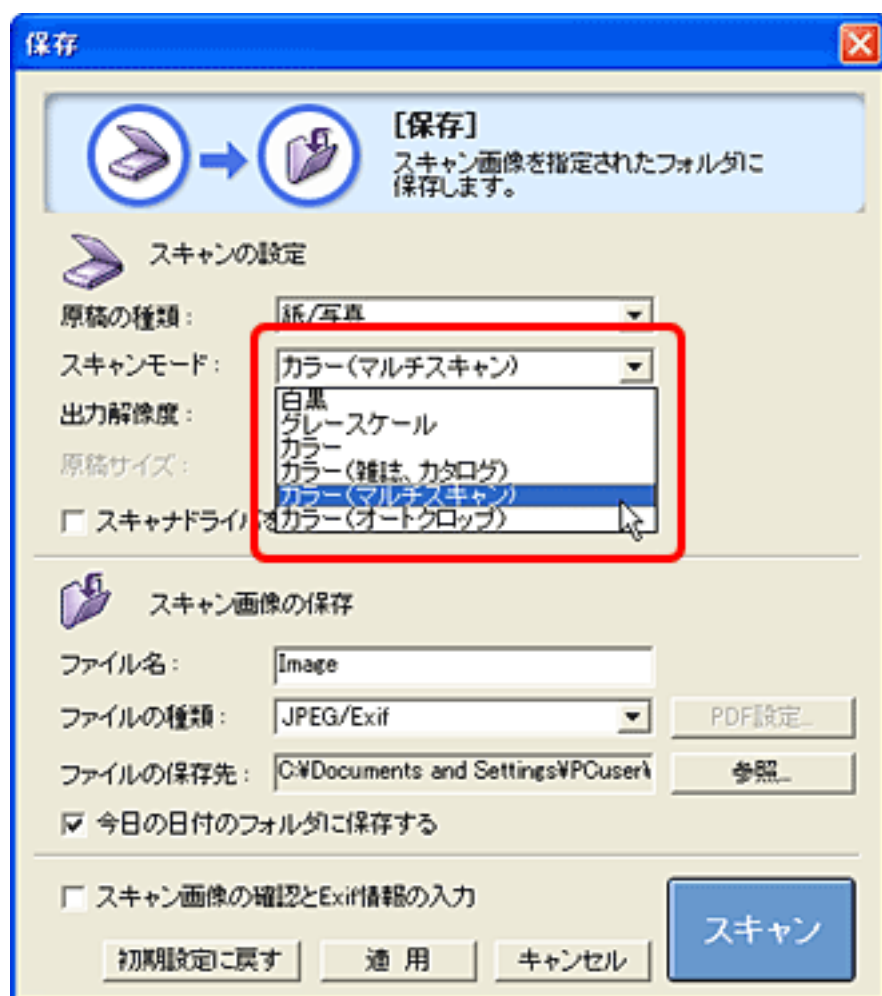 保存
[保存]
スキャン画像を指定されたフォルダに
保存します。
スキャンの設定
原稿の種類： 紙/写真
スキャンモード： カラー(マルチスキャン)
白黒
出力解像度：
グレースケール
カラー
原稿サイズ：
カラー(雑誌、カタログ)
カラー(マルチスキャン)
スキャナドライバを
カラー(オートクロップ)
スキャン画像の保存
ファイル名： Image
ファイルの種類： JPEG/Exif PDF設定...
ファイルの保存先： C:¥Documents and Settings¥PCuser¥ 参照...
今日の日付のフォルダに保存する
スキャン画像の確認とExif情報の入力
スキャン
初期設定に戻す 適 用 キャンセル